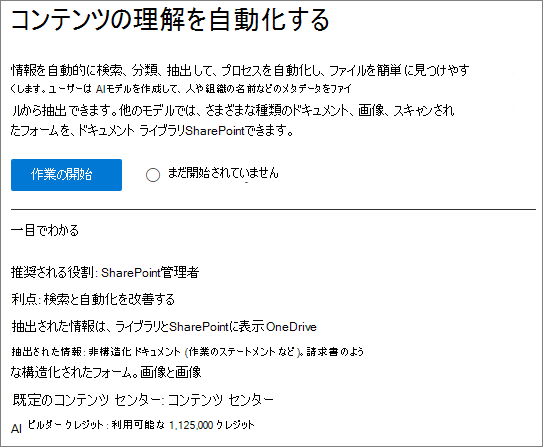 コンテンツの理解を自動化する
情報を自動的に検索、分類、抽出して、プロセスを自動化し、ファイルを簡単に見つけやす
くします。ユーザーは AIモデルを作成して、人や組織の名前などのメタデータをファイ
ルから抽出できます。他のモデルでは、さまざまな種類のドキュメント、画像、スキャンされ
たフォームを、ドキュメント ライブラリSharePointできます。
作業の開始
まだ開始されていません
一目でわかる
推奨される役割: SharePoint管理者
利点: 検索と自動化を改善する
抽出された情報は、ライブラリとSharePointに表示OneDrive
抽出された情報: 非構造化ドキュメント (作業のステートメントなど)。請求書のよう
な構造化されたフォーム。画像と画像
既定のコンテンツ センター: コンテンツ センター
AI ビルダー クレジット: 利用可能な 1,125,000 クレジット